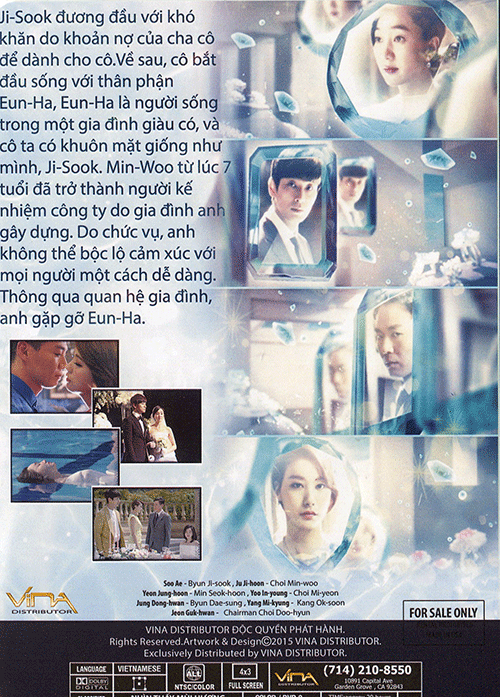 Ji-Sook đương đầu với khó
khăn do khoản nợ của cha cô
để dành cho cô.Về sau, cô bắt
đầu sống với thân phận
Eun-Ha, Eun-Ha là người sống
trong một gia đình giàu có, và
cô ta có khuôn mặt giống như
mình, Ji-Sook. Min-Woo từ lúc 7
tuổi đã trở thành người kế
nhiệm công ty do gia đình anh
gây dựng. Do chức vụ, anh
không thể bộc lộ cảm xúc với
mọi người một cách dễ dàng.
Thông qua quan hệ gia đình,
anh gặp gỡ Eun-Ha.
Soo Ae - Byun Ji-sook , Ju Ji-hoon - Choi Min-woo
Yeon Jung-hoon - Min Seok-hoon , Yoo In-young - Choi Mi-yeon
Jung Dong-hwan - Byun Dae-sung , Yang Mi-kyung - Kang Ok-soon
Jeon Guk-hwan - Chairman Choi Doo-hyun
VINA
DISTRIBUTOR
FOR SALE ONLY
VINA DISTRIBUTOR ĐỘC QUYỀN PHÁT HÀNH.
Rights Reserved.Artwork & Design©2015 VINA DISTRIBUTOR.
Exclusively Distributed by VINA DISTRIBUTOR.
LANGUAGE VIETNAMESE ALL 4x3 VINA (714) 210-8550
DOLBY DIGITAL NTSC/COLOR FULL SCREEN DISTRIBUTOR 10891 Capital Ave
Garden Grove , CA 92843